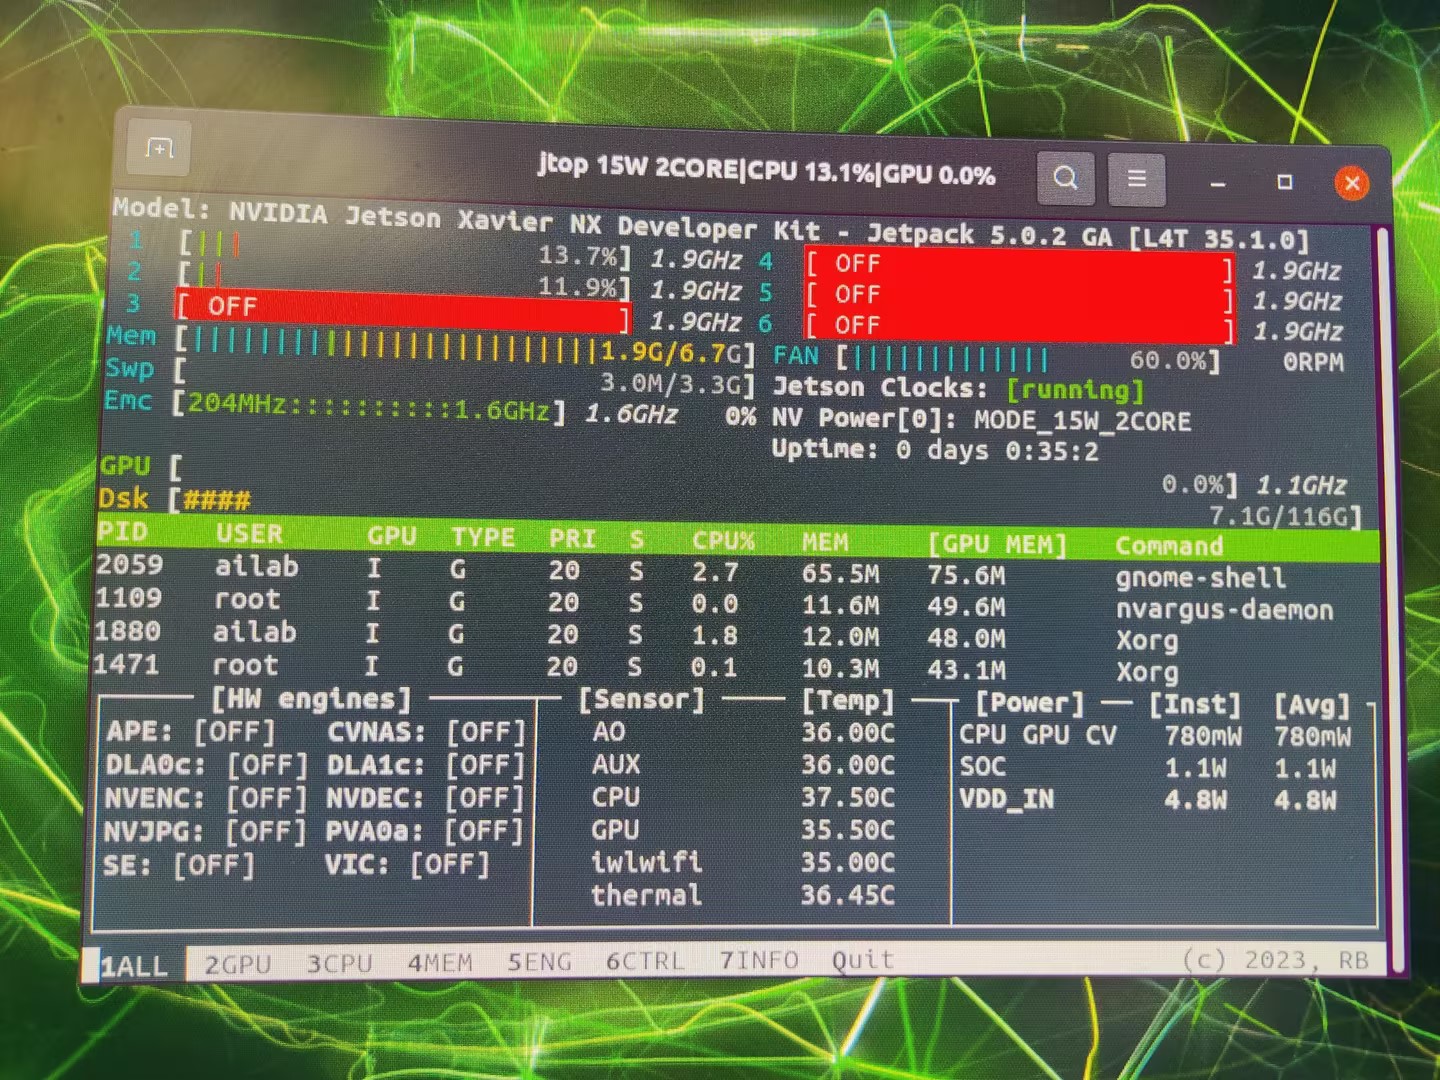 jtop 15W 2CORE|CPU 13.1%|GPU 0.0%
Model: NVIDIA Jetson Xavier NX Developer Kit - Jetpack 5.0.2 GA [L4T 35.1.0]
1 [||| 13.7%] 1.9GHz 4 [ OFF ] 1.9GHz
2 [|| 11.9%] 1.9GHz 5 [ OFF ] 1.9GHz
3 [ OFF ] 1.9GHz 6 [ OFF ] 1.9GHz
Mem [|||||||||||||||||||||||||1.9G/6.7G] FAN [||||||||||||| 60.0%] 0RPM
Swp [ 3.0M/3.3G] Jetson Clocks: [running]
Emc [204MHz::::::::::1.6GHz] 1.6GHz 0% NV Power[0]: MODE_15W_2CORE
Uptime: 0 days 0:35:2
GPU [ 0.0%] 1.1GHz
Dsk [#### 7.1G/116G]
PID USER GPU TYPE PRI S CPU% MEM [GPU MEM] Command
2059 ailab I G 20 S 2.7 65.5M 75.6M gnome-shell
1109 root I G 20 S 0.0 11.6M 49.6M nvargus-daemon
1880 ailab I G 20 S 1.8 12.0M 48.0M Xorg
1471 root I G 20 S 0.1 10.3M 43.1M Xorg
[HW engines] [Sensor] [Temp] [Power] [Inst] [Avg]
APE: [OFF] CVNAS: [OFF] AO 36.00C CPU GPU CV 780mW 780mW
DLA0c: [OFF] DLA1c: [OFF] AUX 36.00C SOC 1.1W 1.1W
NVENC: [OFF] NVDEC: [OFF] CPU 37.50C VDD_IN 4.8W 4.8W
NVJPG: [OFF] PVA0a: [OFF] GPU 35.50C
SE: [OFF] VIC: [OFF] iwlwifi 35.00C
thermal 36.45C
1ALL 2GPU 3CPU 4MEM 5ENG 6CTRL 7INFO Quit (c) 2023, RB